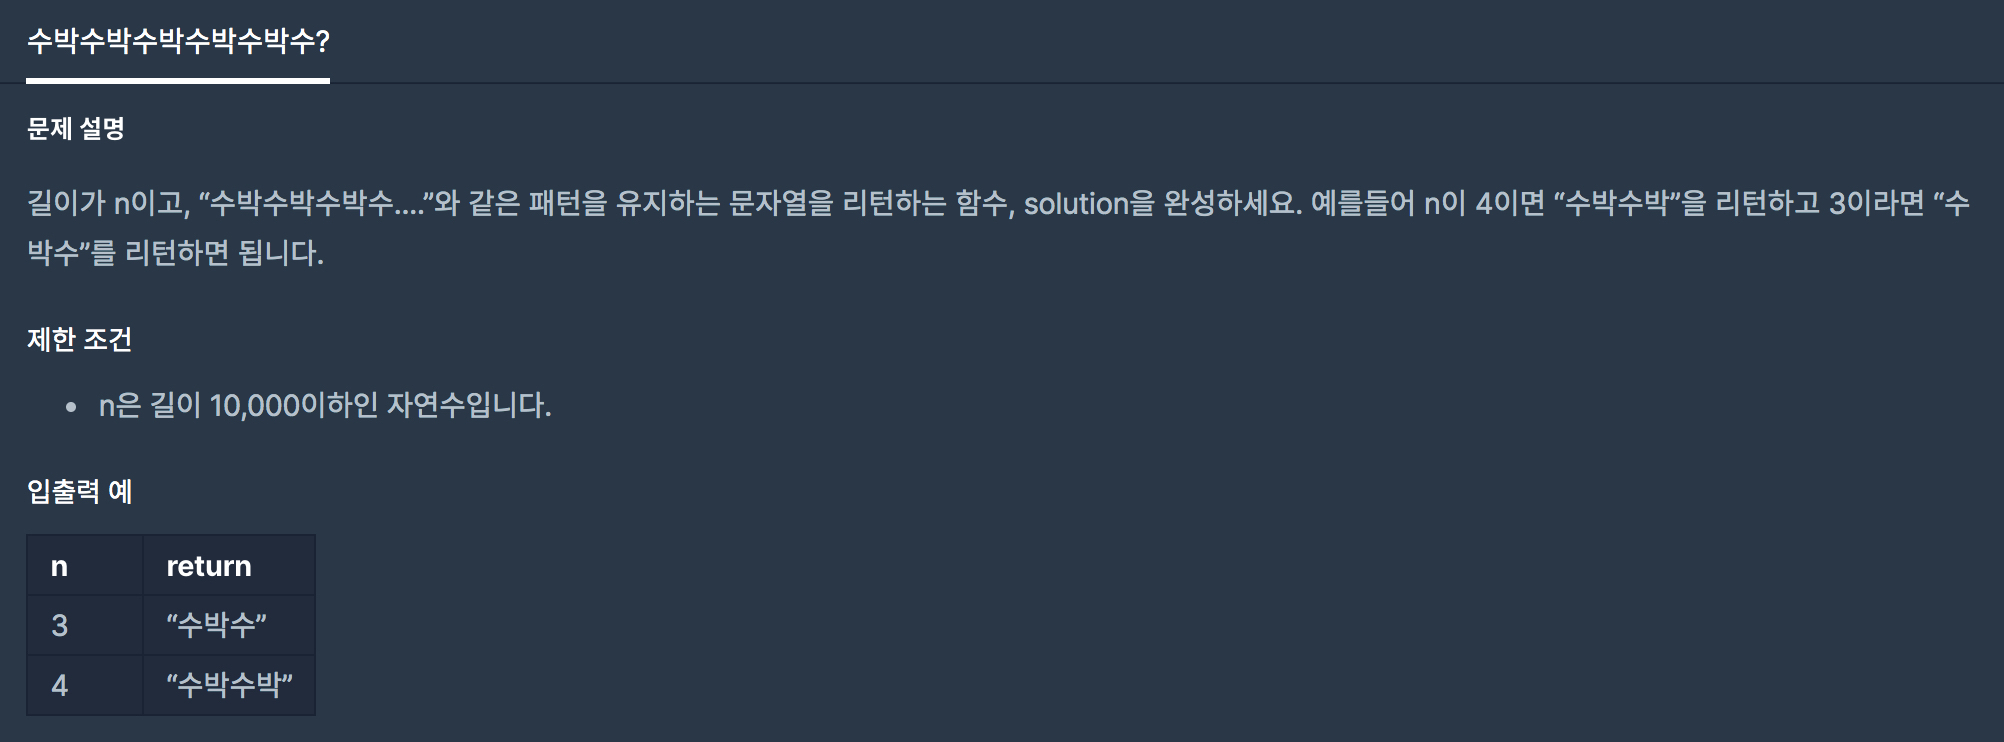 수박수박수박수박수박수?
문제 설명
길이가 n이고, “수박수박수박수....”와 같은 패턴을 유지하는 문자열을 리턴하는 함수, solution을 완성하세요. 예를들어 n이 4이면 “수박수박”을 리턴하고 3이라면 “수
박수”를 리턴하면 됩니다.
제한 조건
• n은 길이 10,000이하인 자연수입니다.
입출력 예
n return
3 “수박수”
4 “수박수박”